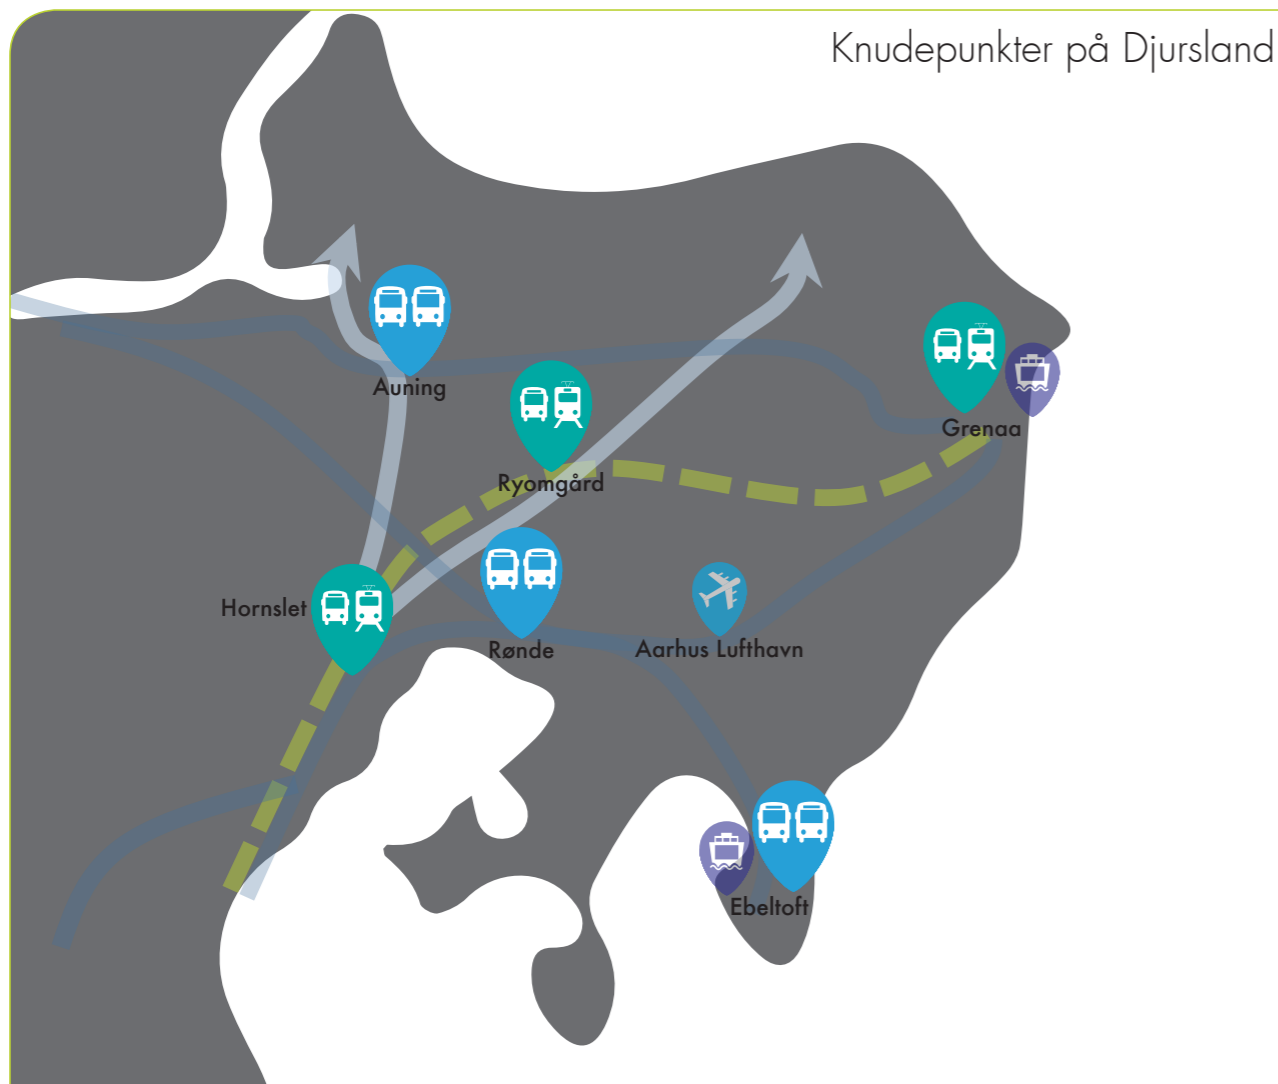 Knudepunkter på Djursland
Auning
Grenaa
Ryomgård
Hornslet
Rønde
Aarhus Lufthavn
Ebeltoft